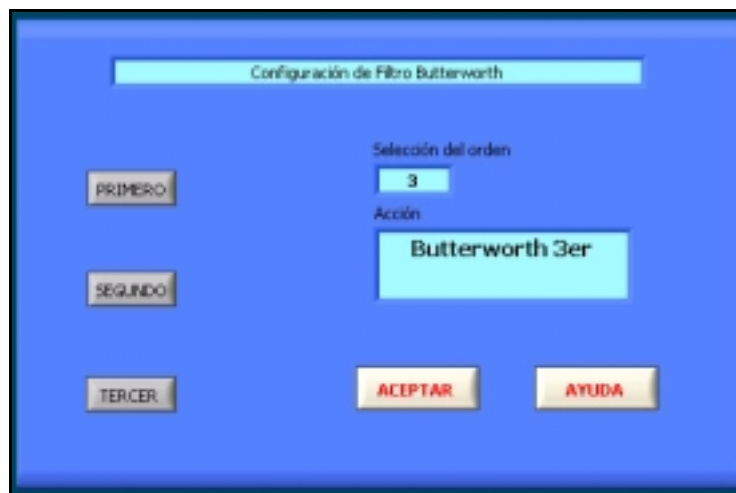 Configuración de Filtro Butterworth
Selección del orden
PRIMERO
3
Acción
Butterworth 3er
SEGUNDO
TERCER
ACEPTAR
AYUDA